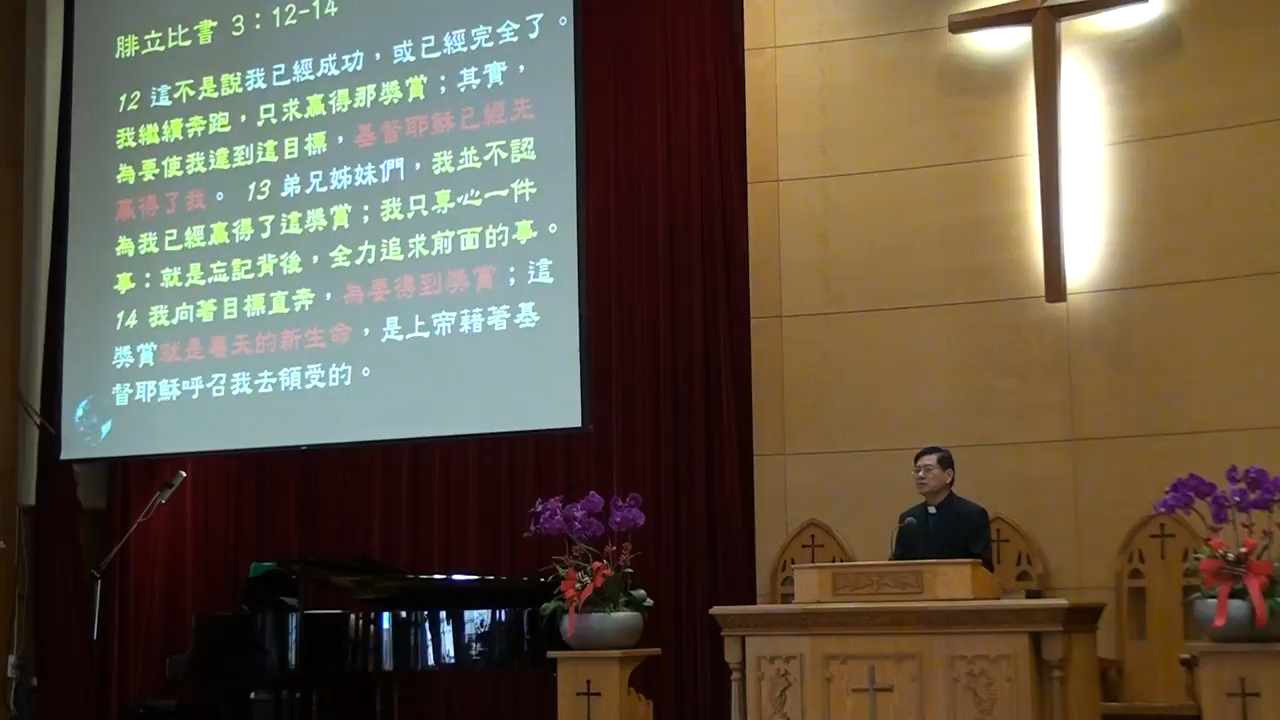 腓立比書 3：12-14
12 這不是說我已經成功，或已經完全了。
我繼續奔跑，只求贏得那獎賞；其實，
為要使我達到這目標，基督耶穌已經先
贏得了我。 13 弟兄姊妹們，我並不認
為我已經贏得了這獎賞；我只專心一件
事：就是忘記背後，全力追求前面的事。
14 我向著目標直奔，為要得到獎賞；這
獎賞就是屬天的新生命，是上帝藉著基
督耶穌呼召我去領受的。